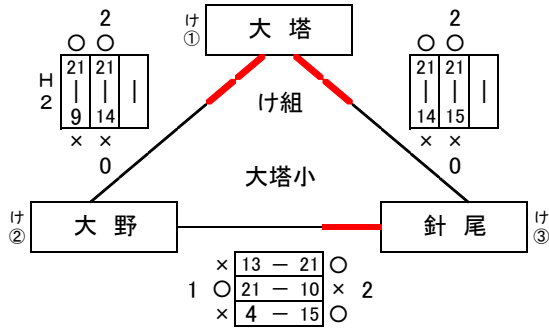 け① 大塔
2
○ ○
H2
21 | 9
21 | 14
|
× ×
0
2
○ ○
21 | 14
21 | 15
|
× ×
0
け組
大塔小
け② 大野
針尾 け③
× 13 － 21 ○
1 ○ 21 － 10 × 2
× 4 － 15 ○